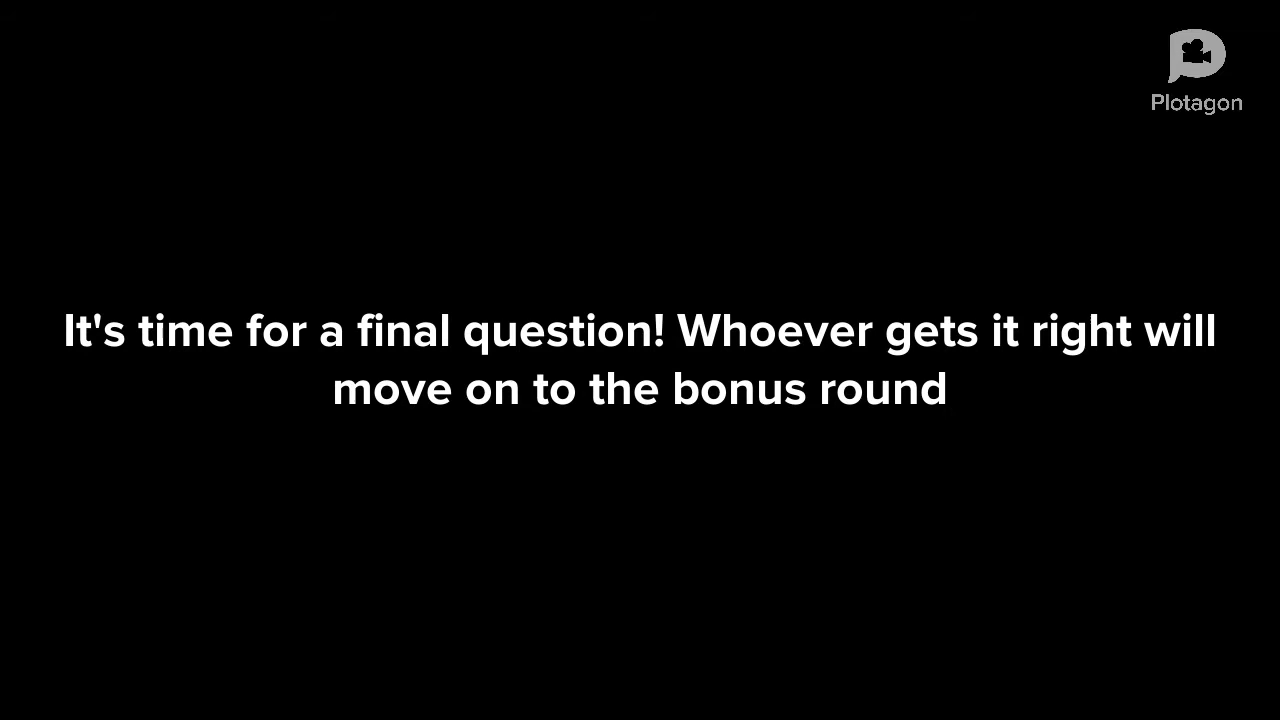 Plotagon
It's time for a final question! Whoever gets it right will
move on to the bonus round